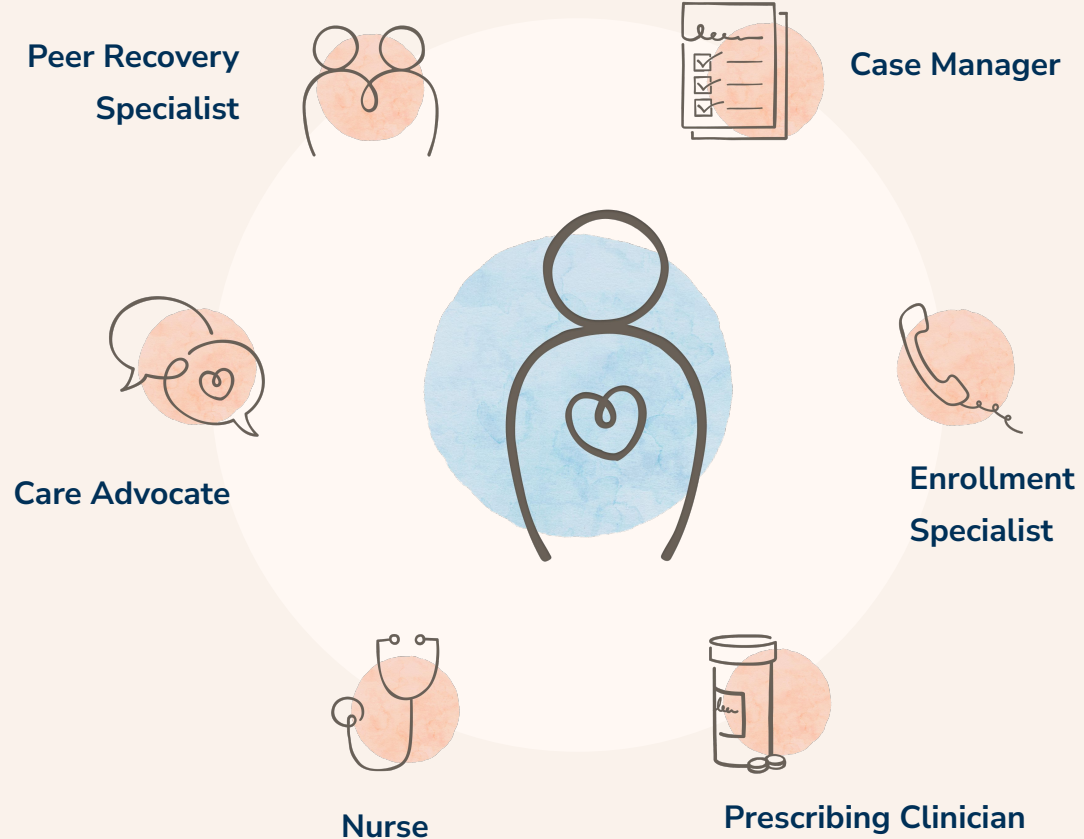 Peer Recovery
Specialist
Case Manager
Care Advocate
Enrollment
Specialist
Nurse
Prescribing Clinician